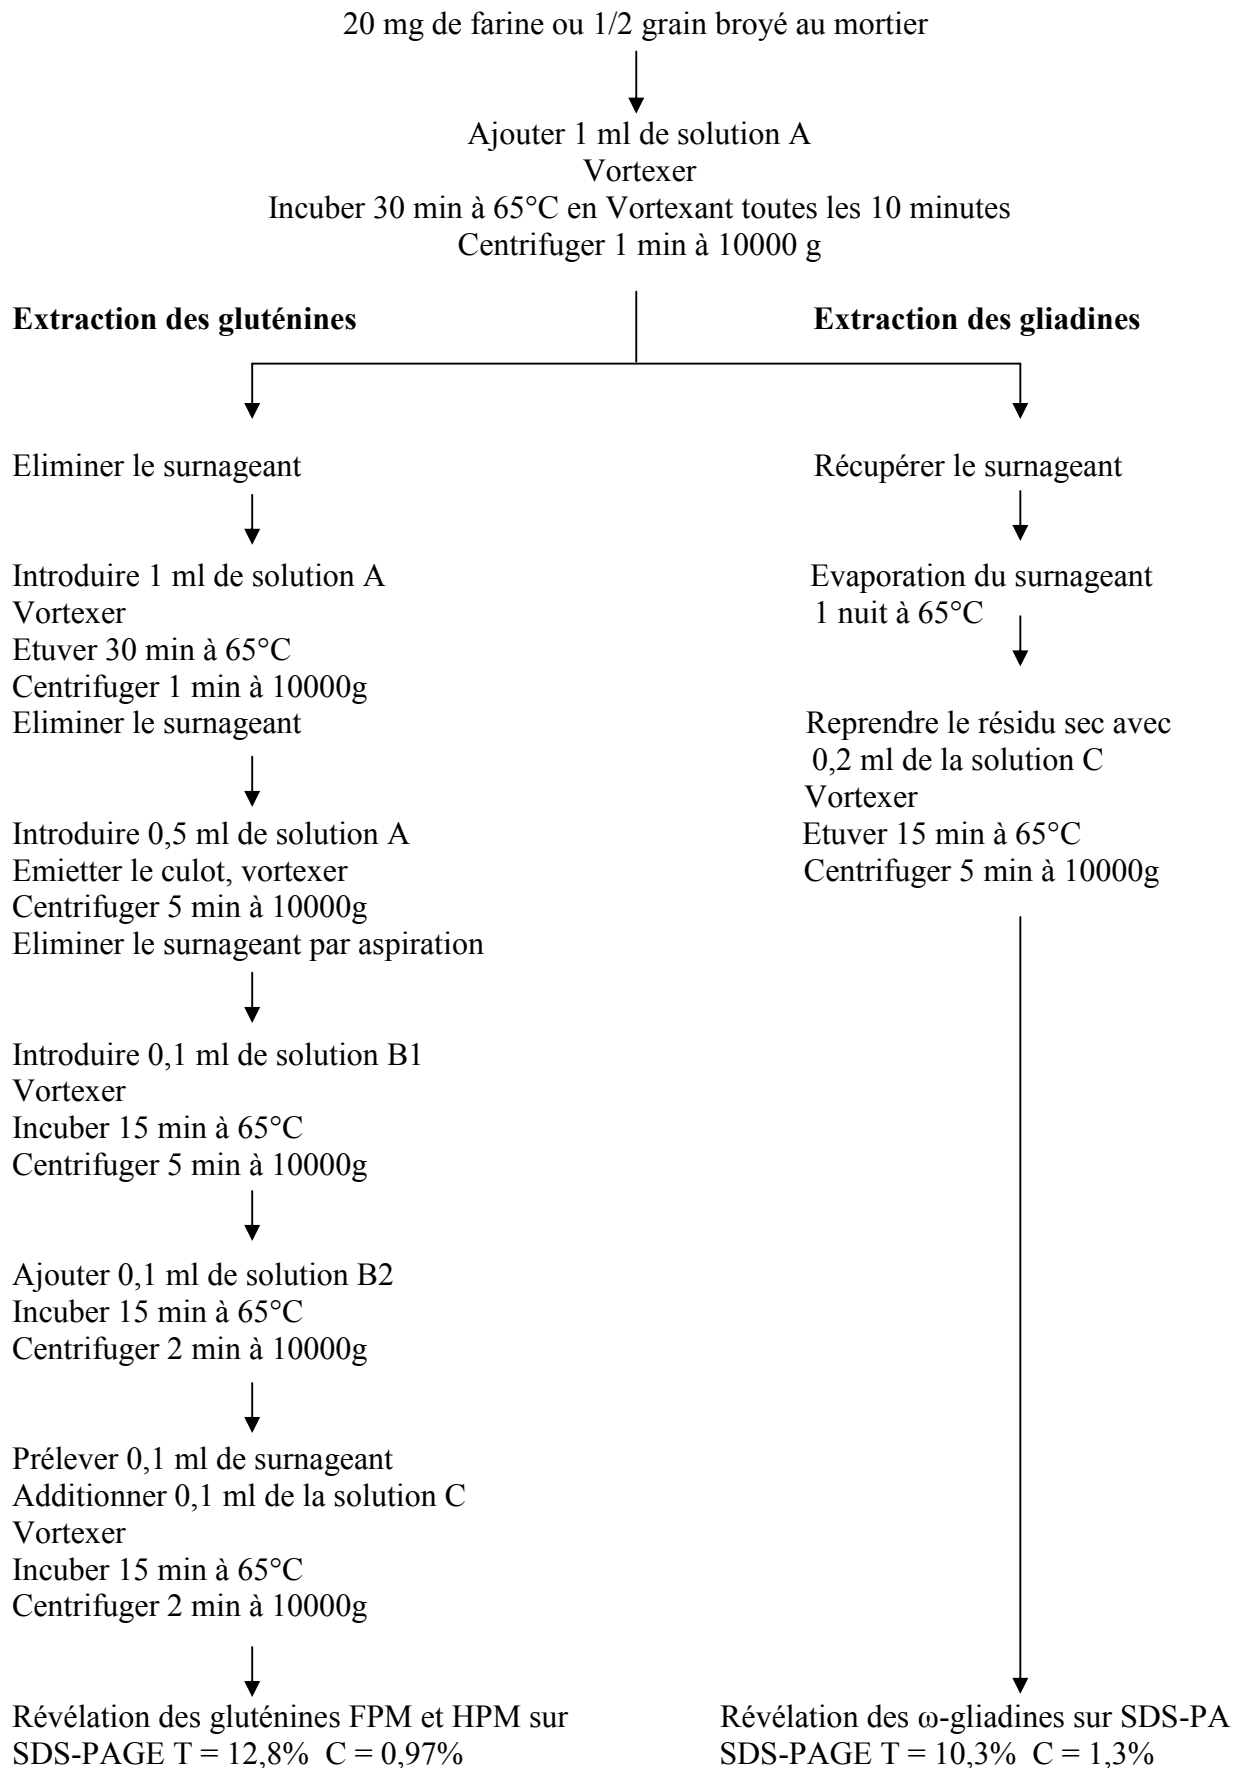 20 mg de farine ou 1/2 grain broyé au mortier
Ajouter 1 ml de solution A
Vortexer
Incuber 30 min à 65°C en Vortexant toutes les 10 minutes
Centrifuger 1 min à 10000 g
Extraction des gluténines
Eliminer le surnageant
Introduire 1 ml de solution A
Vortexer
Etuver 30 min à 65°C
Centrifuger 1 min à 10000g
Eliminer le surnageant
Introduire 0,5 ml de solution A
Emietter le culot, vortexer
Centrifuger 5 min à 10000g
Eliminer le surnageant par aspiration
Introduire 0,1 ml de solution B1
Vortexer
Incuber 15 min à 65°C
Centrifuger 5 min à 10000g
Ajouter 0,1 ml de solution B2
Incuber 15 min à 65°C
Centrifuger 2 min à 10000g
Prélever 0,1 ml de surnageant
Additionner 0,1 ml de la solution C
Vortexer
Incuber 15 min à 65°C
Centrifuger 2 min à 10000g
Révélation des gluténines FPM et HPM sur
SDS-PAGE T = 12,8% C = 0,97%
Extraction des gliadines
Récupérer le surnageant
Evaporation du surnageant
1 nuit à 65°C
Reprendre le résidu sec avec
0,2 ml de la solution C
Vortexer
Etuver 15 min à 65°C
Centrifuger 5 min à 10000g
Révélation des ω-gliadines sur SDS-PA
SDS-PAGE T = 10,3% C = 1,3%